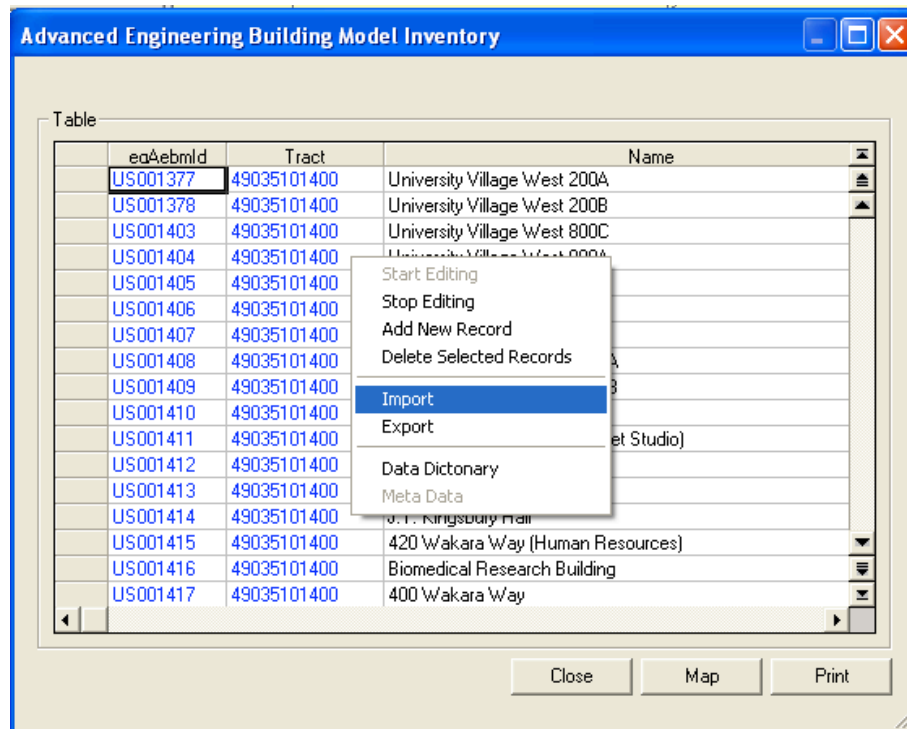 Advanced Engineering Building Model Inventory
Table
eqAebmId Tract Name
US001377 49035101400 University Village West 200A
US001378 49035101400 University Village West 200B
US001403 49035101400 University Village West 800C
US001404 49035101400
US001405 49035101400 Start Editing
US001406 49035101400 Stop Editing
US001407 49035101400 Add New Record
US001408 49035101400 Delete Selected Records A
US001409 49035101400 B
US001410 49035101400 Import
US001411 49035101400 Export et Studio)
US001412 49035101400 Data Dictonary
US001413 49035101400 Meta Data
US001414 49035101400 J.T. Kingsbury Hall
US001415 49035101400 420 Wakara Way (Human Resources)
US001416 49035101400 Biomedical Research Building
US001417 49035101400 400 Wakara Way
Close Map Print